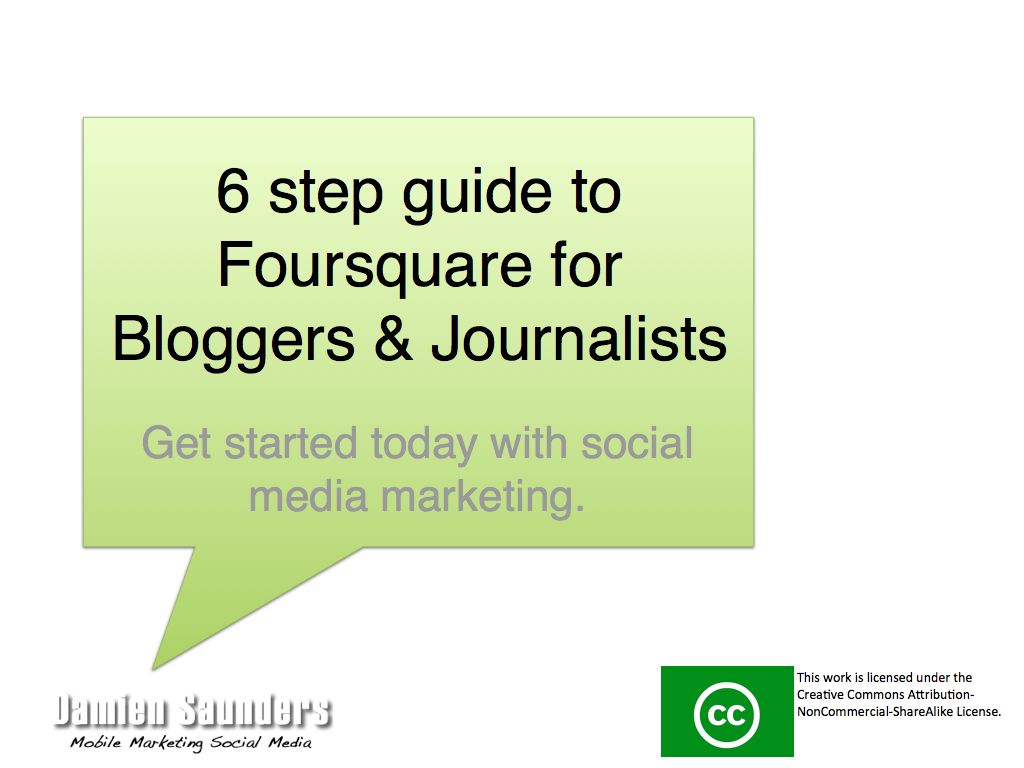 6 step guide to
Foursquare for
Bloggers & Journalists
Get started today with social
media marketing.
Damien Saunders
Mobile Marketing Social Media
cc
This work is licensed under the
Creative Commons Attribution-
NonCommercial-ShareAlike License.